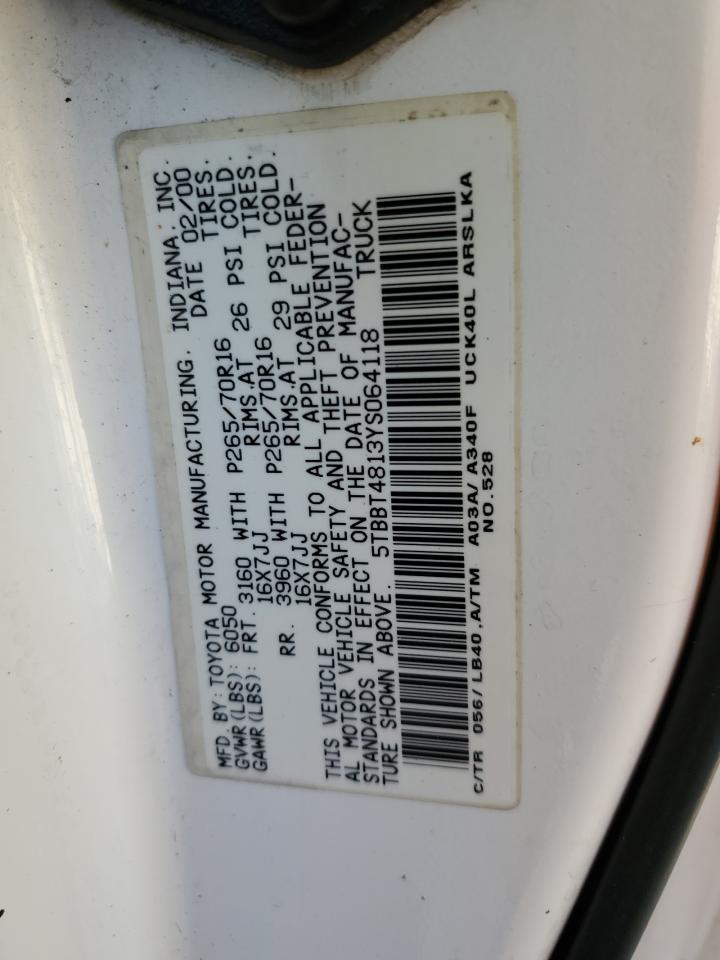 MFD BY: TOYOTA MOTOR MANUFACTURING, INDIANA, INC.
GVWR(LBS): 6050 DATE 02/00
GAWR(LBS): FRT. 3160 WITH P265/70R16 TIRES.
16X7JJ RIMS.AT 26 PSI COLD.
RR. 3960 WITH P265/70R16 TIRES.
16X7JJ RIMS.AT 29 PSI COLD.
THIS VEHICLE CONFORMS TO ALL APPLICABLE FEDER-
AL MOTOR VEHICLE SAFETY AND THEFT PREVENTION
STANDARDS IN EFFECT ON THE DATE OF MANUFAC-
TURE SHOWN ABOVE. 5TBBT4813YS064118 TRUCK
C/TR 056/LB40,A/TM A03A/A340F UCK40L ARSLKA
NO.528